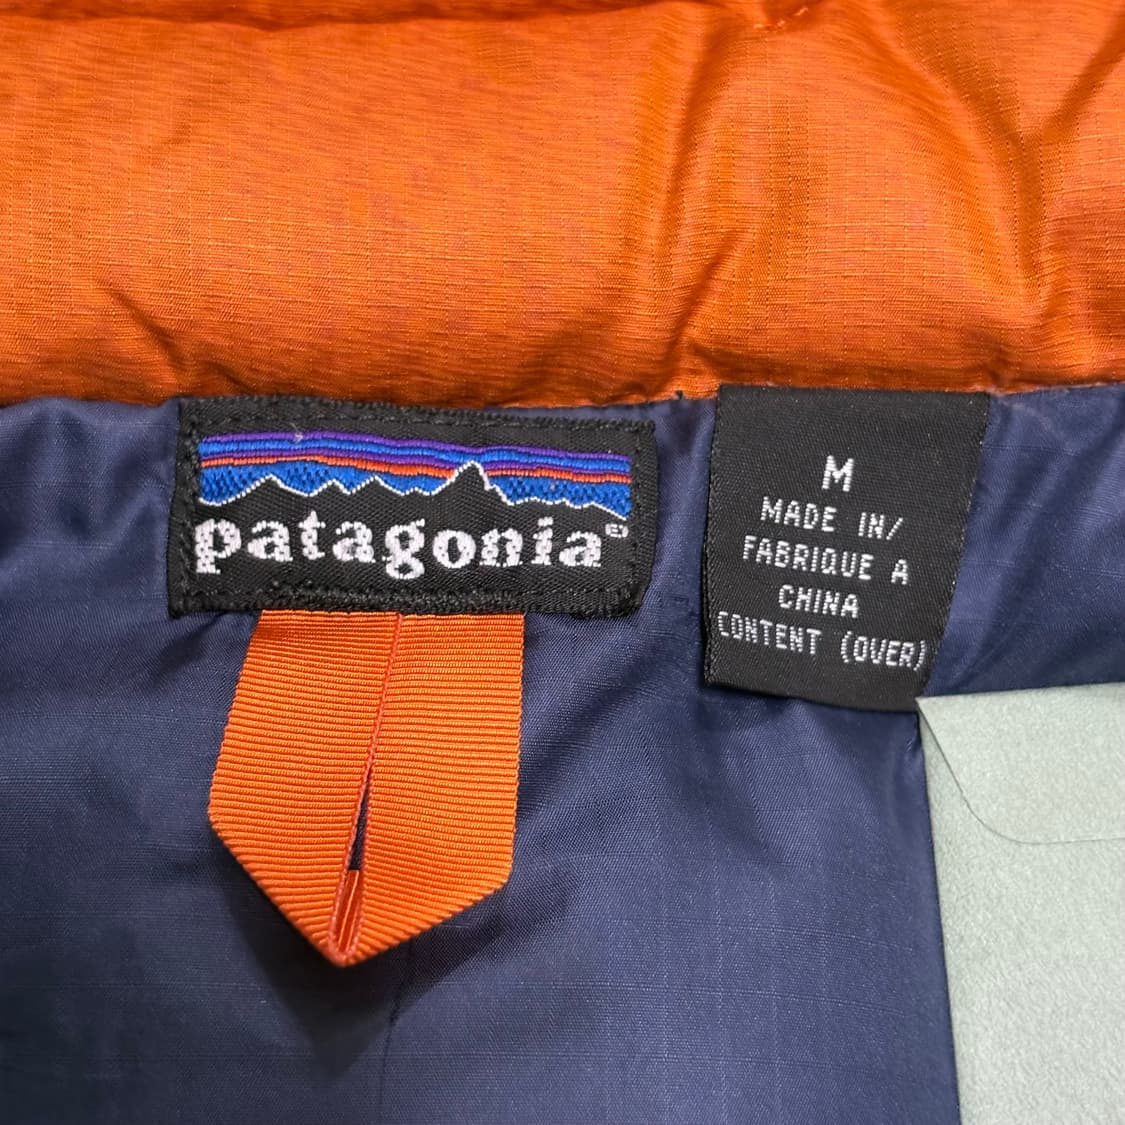 patagonia®
M
MADE IN/
FABRIQUE A
CHINA
CONTENT (OVER)